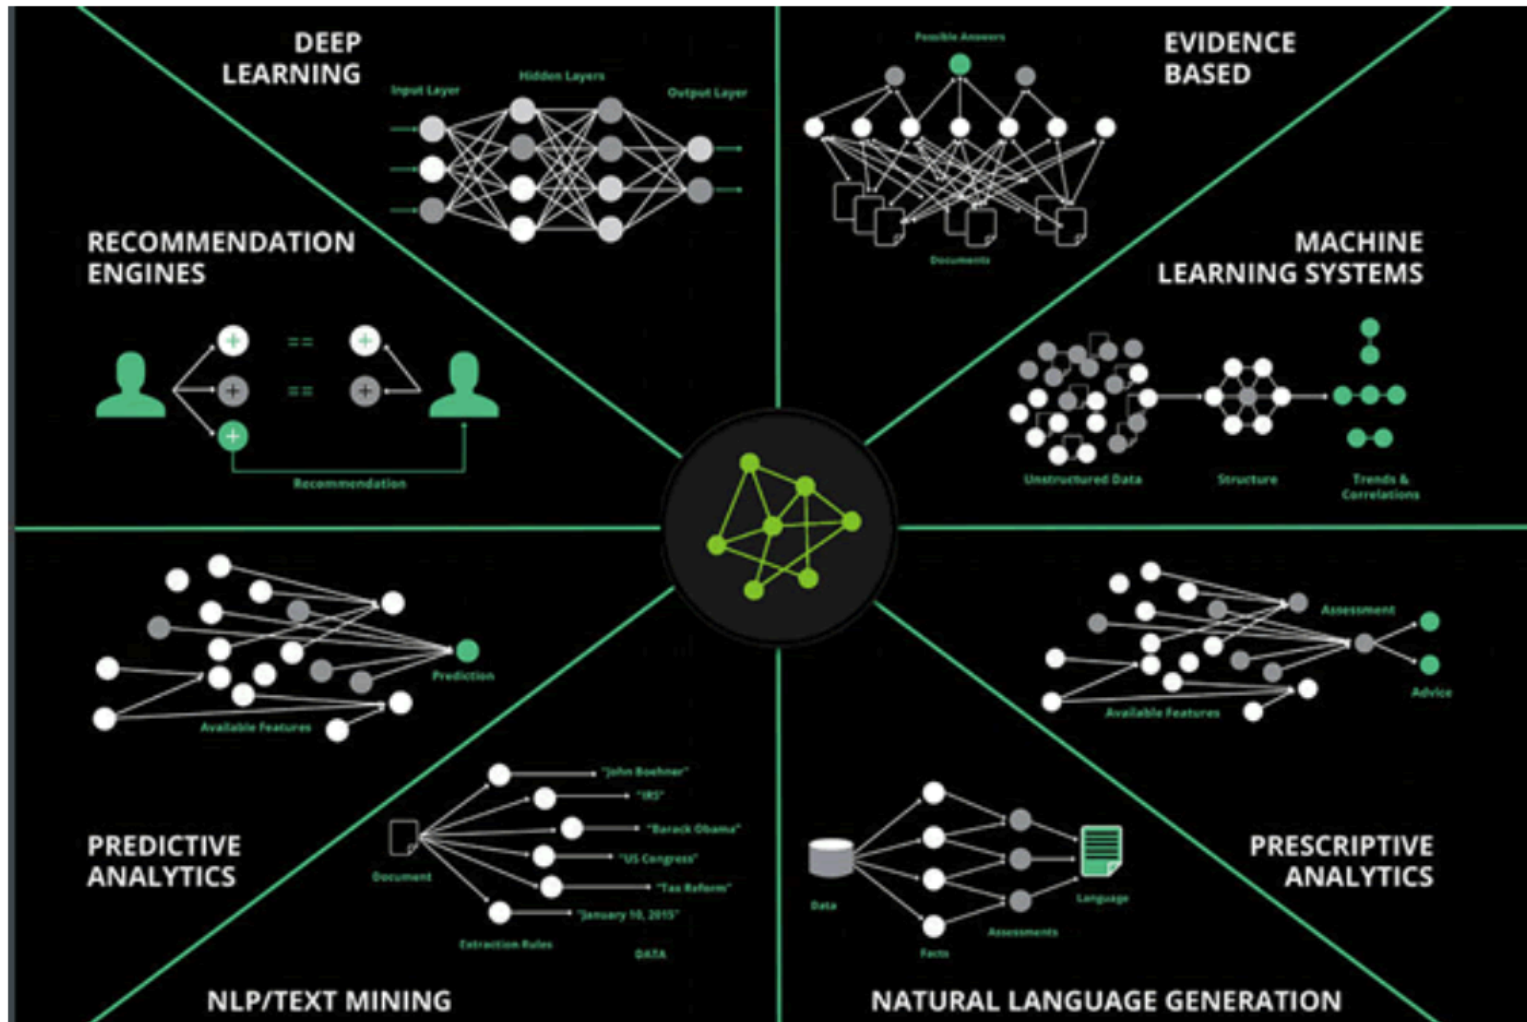 DEEP
LEARNING
Input Layer
Hidden Layers
Output Layer
Possible Answers
Documents
EVIDENCE
BASED
RECOMMENDATION
ENGINES
==
==
Recommendation
MACHINE
LEARNING SYSTEMS
Unstructured Data
Structure
Trends &
Correlations
Prediction
Available Features
PREDICTIVE
ANALYTICS
Assessment
Advice
Available Features
PRESCRIPTIVE
ANALYTICS
Document
"John Boehner"
"IRS"
"Barack Obama"
"US Congress"
"Tax Reform"
"January 10, 2015"
Extraction Rules
DATA
NLP/TEXT MINING
Data
Facts
Assessments
Language
NATURAL LANGUAGE GENERATION